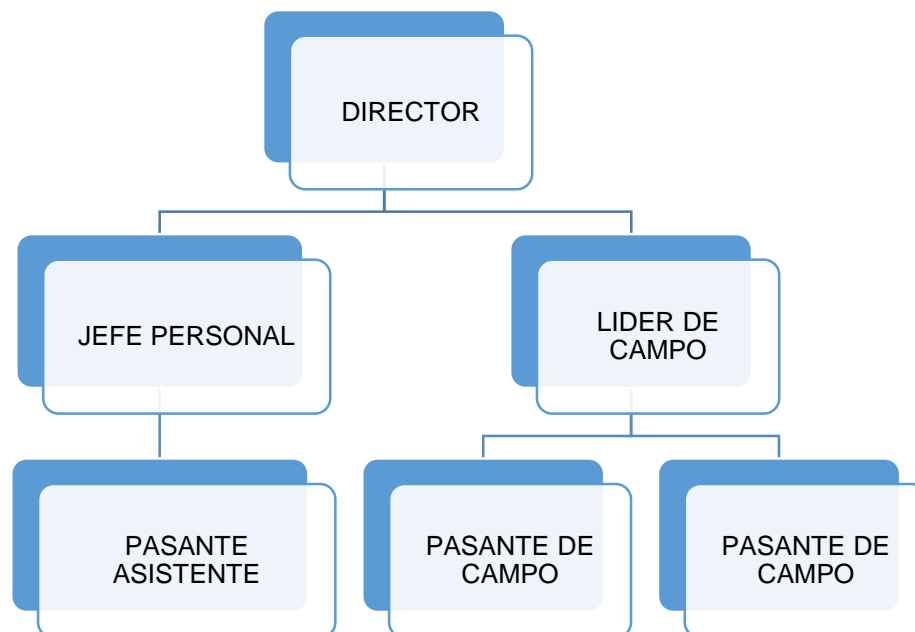 DIRECTOR
JEFE PERSONAL
LIDER DE
CAMPO
PASANTE
ASISTENTE
PASANTE DE
CAMPO
PASANTE DE
CAMPO